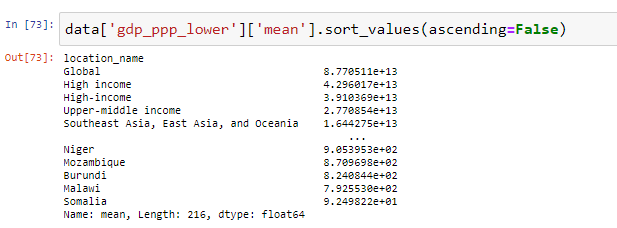 In [73]: data['gdp_ppp_lower']['mean'].sort_values(ascending=False)
Out[73]: location_name
Global 8.770511e+13
High income 4.296017e+13
High-income 3.910369e+13
Upper-middle income 2.770854e+13
Southeast Asia, East Asia, and Oceania 1.644275e+13
...
Niger 9.053953e+02
Mozambique 8.709698e+02
Burundi 8.240844e+02
Malawi 7.925530e+02
Somalia 9.249822e+01
Name: mean, Length: 216, dtype: float64